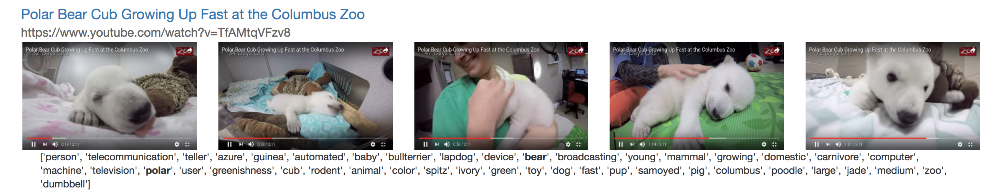 Polar Bear Cub Growing Up Fast at the Columbus Zoo
https://www.youtube.com/watch?v=TfAMtqVFzv8
Polar Bear Cub Growing Up Fast at the Columbus Zoo
32 Days Old
ZOO
0:19 / 2:11
Polar Bear Cub Growing Up Fast at the Columbus Zoo
34 Days Old
ZOO
0:38 / 2:11
Polar Bear Cub Growing Up Fast at the Columbus Zoo
47 Days Old
ZOO
0:56 / 2:11
Polar Bear Cub Growing Up Fast at the Columbus Zoo
52 Days Old
ZOO
1:14 / 2:11
Polar Bear Cub Growing Up Fast at the Columbus Zoo
72 Days Old
ZOO
1:31 / 2:11
['person', 'telecommunication', 'teller', 'azure', 'guinea', 'automated', 'baby', 'bullterrier', 'lapdog', 'device', 'bear', 'broadcasting', 'young', 'mammal', 'growing', 'domestic', 'carnivore', 'computer',
'machine', 'television', 'polar', 'user', 'greenishness', 'cub', 'rodent', 'animal', 'color', 'spitz', 'ivory', 'green', 'toy', 'dog', 'fast', 'pup', 'samoyed', 'pig', 'columbus', 'poodle', 'large', 'jade', 'medium', 'zoo',
'dumbbell']